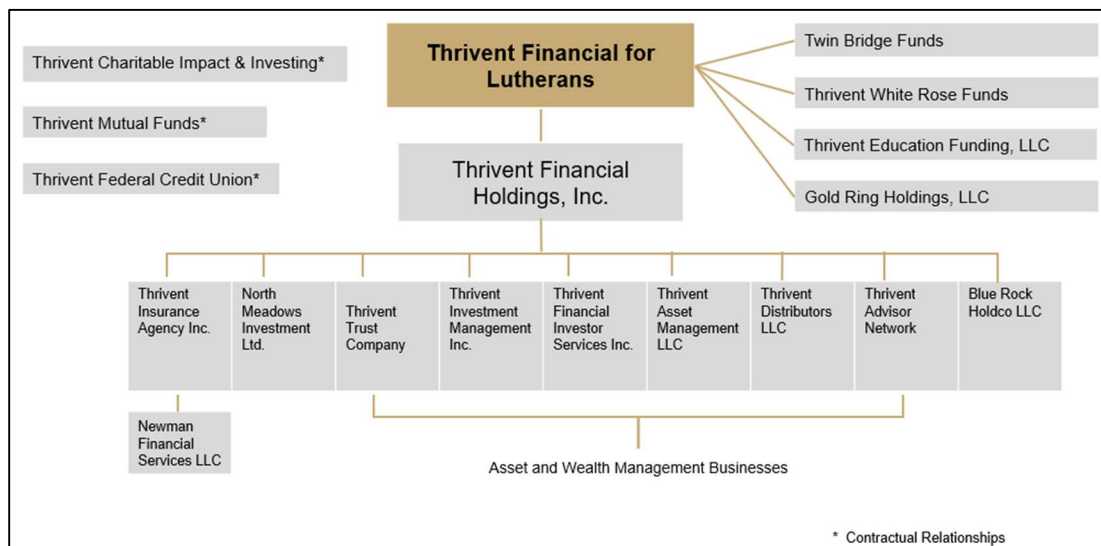 Thrivent Charitable Impact & Investing*
Thrivent Mutual Funds*
Thrivent Federal Credit Union*
Thrivent Financial for
Lutherans
Thrivent Financial
Holdings, Inc.
Twin Bridge Funds
Thrivent White Rose Funds
Thrivent Education Funding, LLC
Gold Ring Holdings, LLC
Thrivent
Insurance
Agency Inc.
North
Meadows
Investment
Ltd.
Thrivent
Trust
Company
Thrivent
Investment
Management
Inc.
Thrivent
Financial
Investor
Services Inc.
Thrivent
Asset
Management
LLC
Thrivent
Distributors
LLC
Thrivent
Advisor
Network
Blue Rock
Holdco LLC
Newman
Financial
Services LLC
Asset and Wealth Management Businesses
* Contractual Relationships